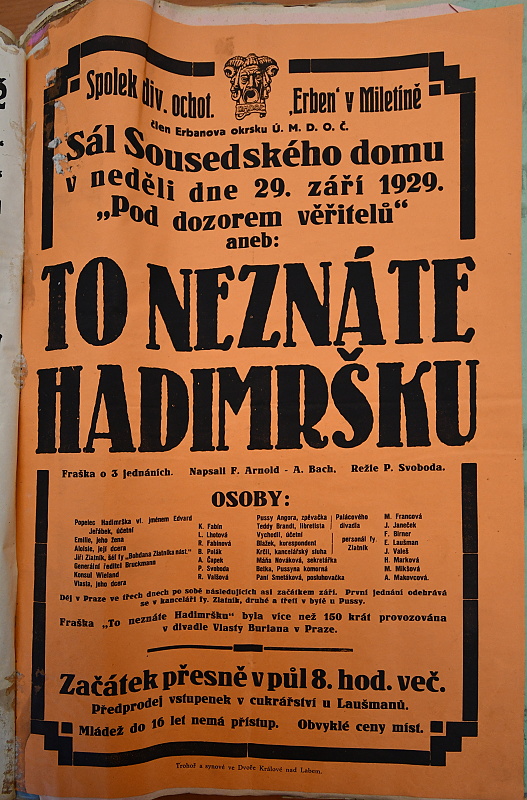 Spolek div. ochot. „Erben‘ v Miletíně
člen Erbanova okrsku Ú. M. D. O. Č.
Sál Sousedského domu
v neděli dne 29. září 1929.
„Pod dozorem věřitelů“
aneb:
TO NEZNÁTE
HADIMRŠKU
Fraška o 3 jednáních. Napsali F. Arnold - A. Bach. Režie P. Svoboda.
OSOBY:
Popelec Hadimrška vl. jménem Edvard
Jeřábek, účetní K. Fabin
Emilie, jeho žena L. Lhotová
Aloisie, její dcera R. Fabinová
Jiří Zlatník, šéf fy „Bohdana Zlatníka nást.“ B. Polák
Generální ředitel Bruckmann A. Čapek
Konsul Wieland P. Svoboda
Vlasta, jeho dcera R. Valšová
Pussy Angora, zpěvačka Palácového M. Francová
Teddy Brandt, libretista divadla J. Janeček
Vychodil, účetní F. Birner
Blažek, korespondent personál fy E. Laušman
Krčil, kancelářský sluha Zlatník J. Valeš
Máňa Nováková, sekretářka H. Marková
Betka, Pussyna komorná H. Mikšová
Paní Smetáková, posluhovačka A. Makovcová.
Děj v Praze ve třech dnech po sobě následujících asi začátkem září. První jednání odehrává
se v kanceláři fy. Zlatník, druhé a třetí v bytě u Pussy.
Fraška „To neznáte Hadimršku“ byla více než 150 krát provozována
v divadle Vlasty Buriana v Praze.
Začátek přesně v půl 8. hod. več.
Předprodej vstupenek v cukrářství u Laušmanů.
Mládež do 16 let nemá přístup. Obvyklé ceny míst.
Trohoř a synové ve Dvoře Králové nad Labem.